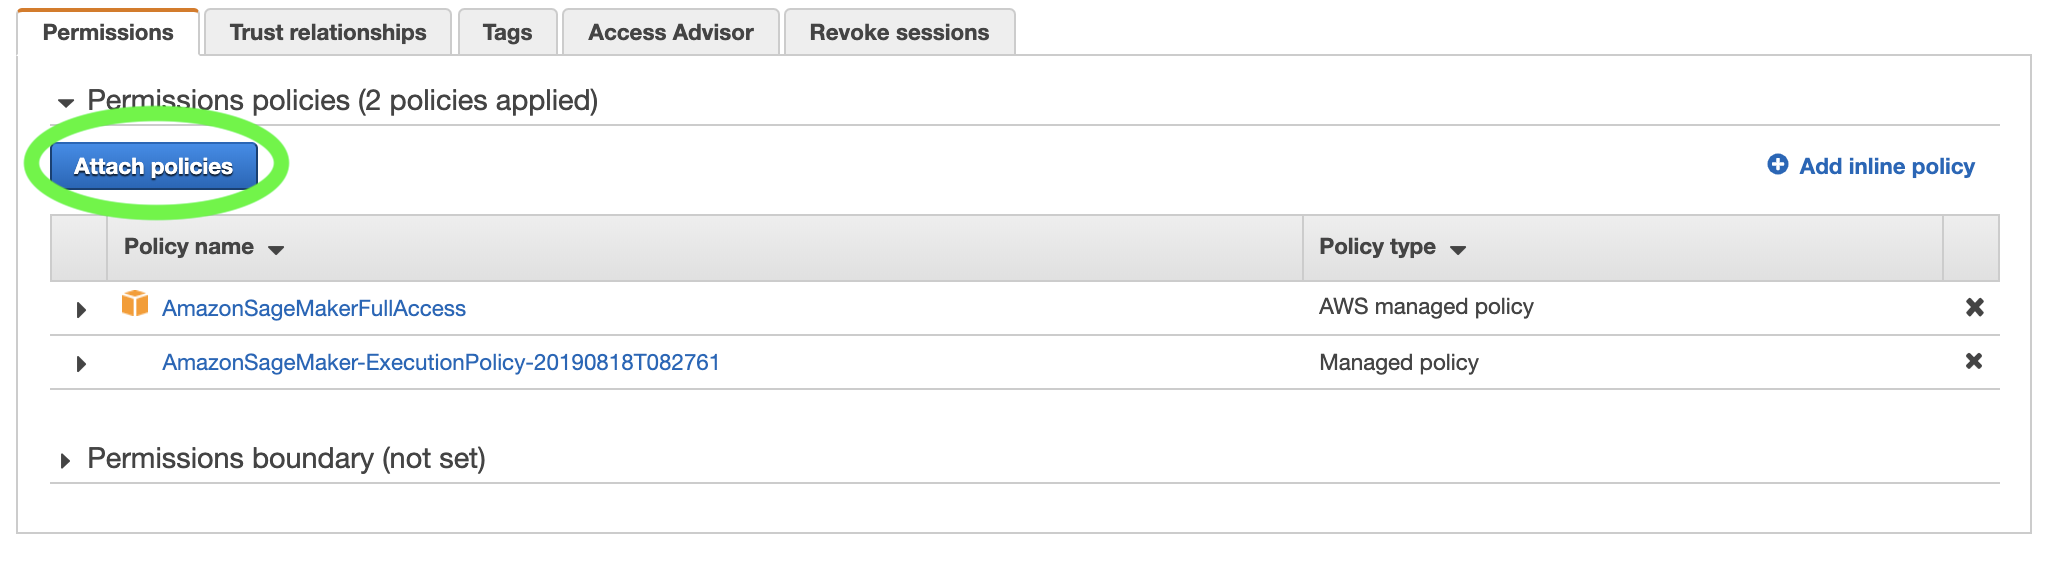 Permissions Trust relationships Tags Access Advisor Revoke sessions
Permissions policies (2 policies applied)
Attach policies Add inline policy
Policy name Policy type
AmazonSageMakerFullAccess AWS managed policy
AmazonSageMaker-ExecutionPolicy-20190818T082761 Managed policy
Permissions boundary (not set)